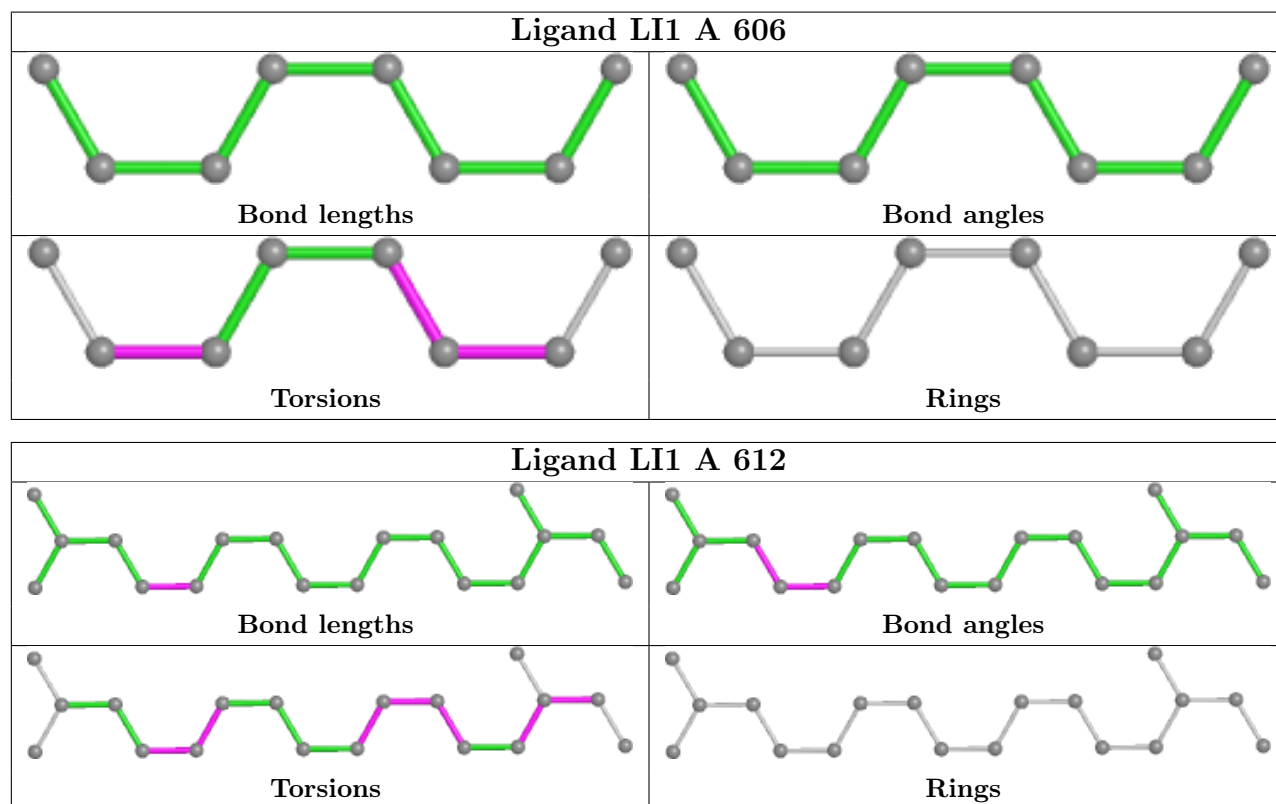 Ligand LI1 A 606
Bond lengths
Bond angles
Torsions
Rings
Ligand LI1 A 612
Bond lengths
Bond angles
Torsions
Rings